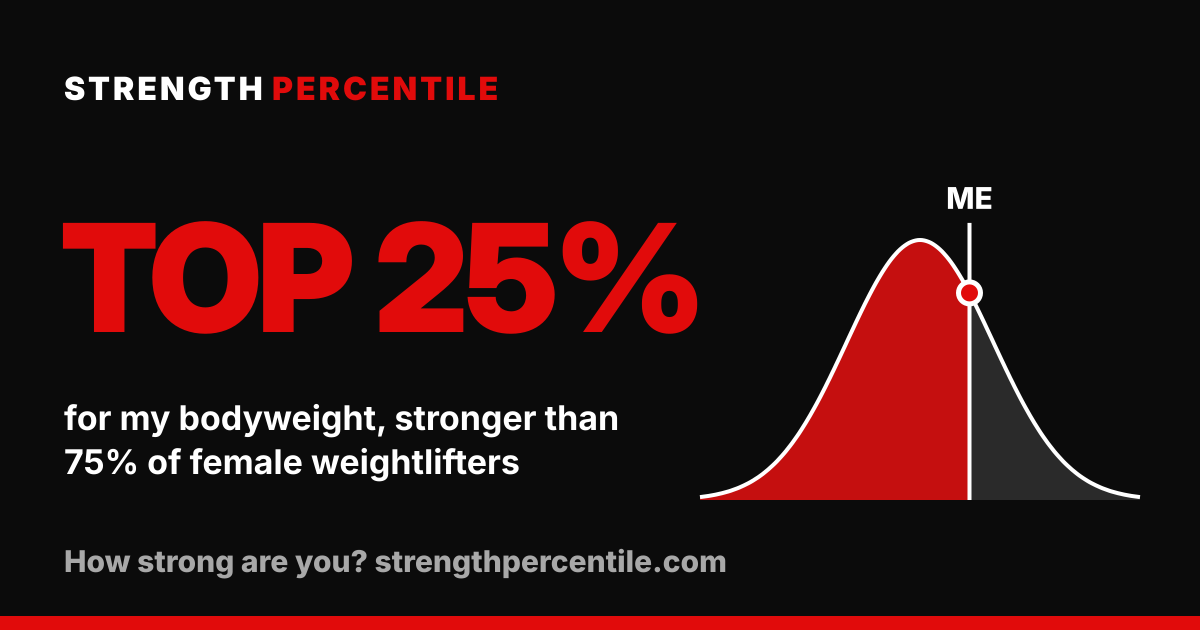 STRENGTH PERCENTILE
ME
TOP 25%
for my bodyweight, stronger than
75% of female weightlifters
How strong are you? strengthpercentile.com